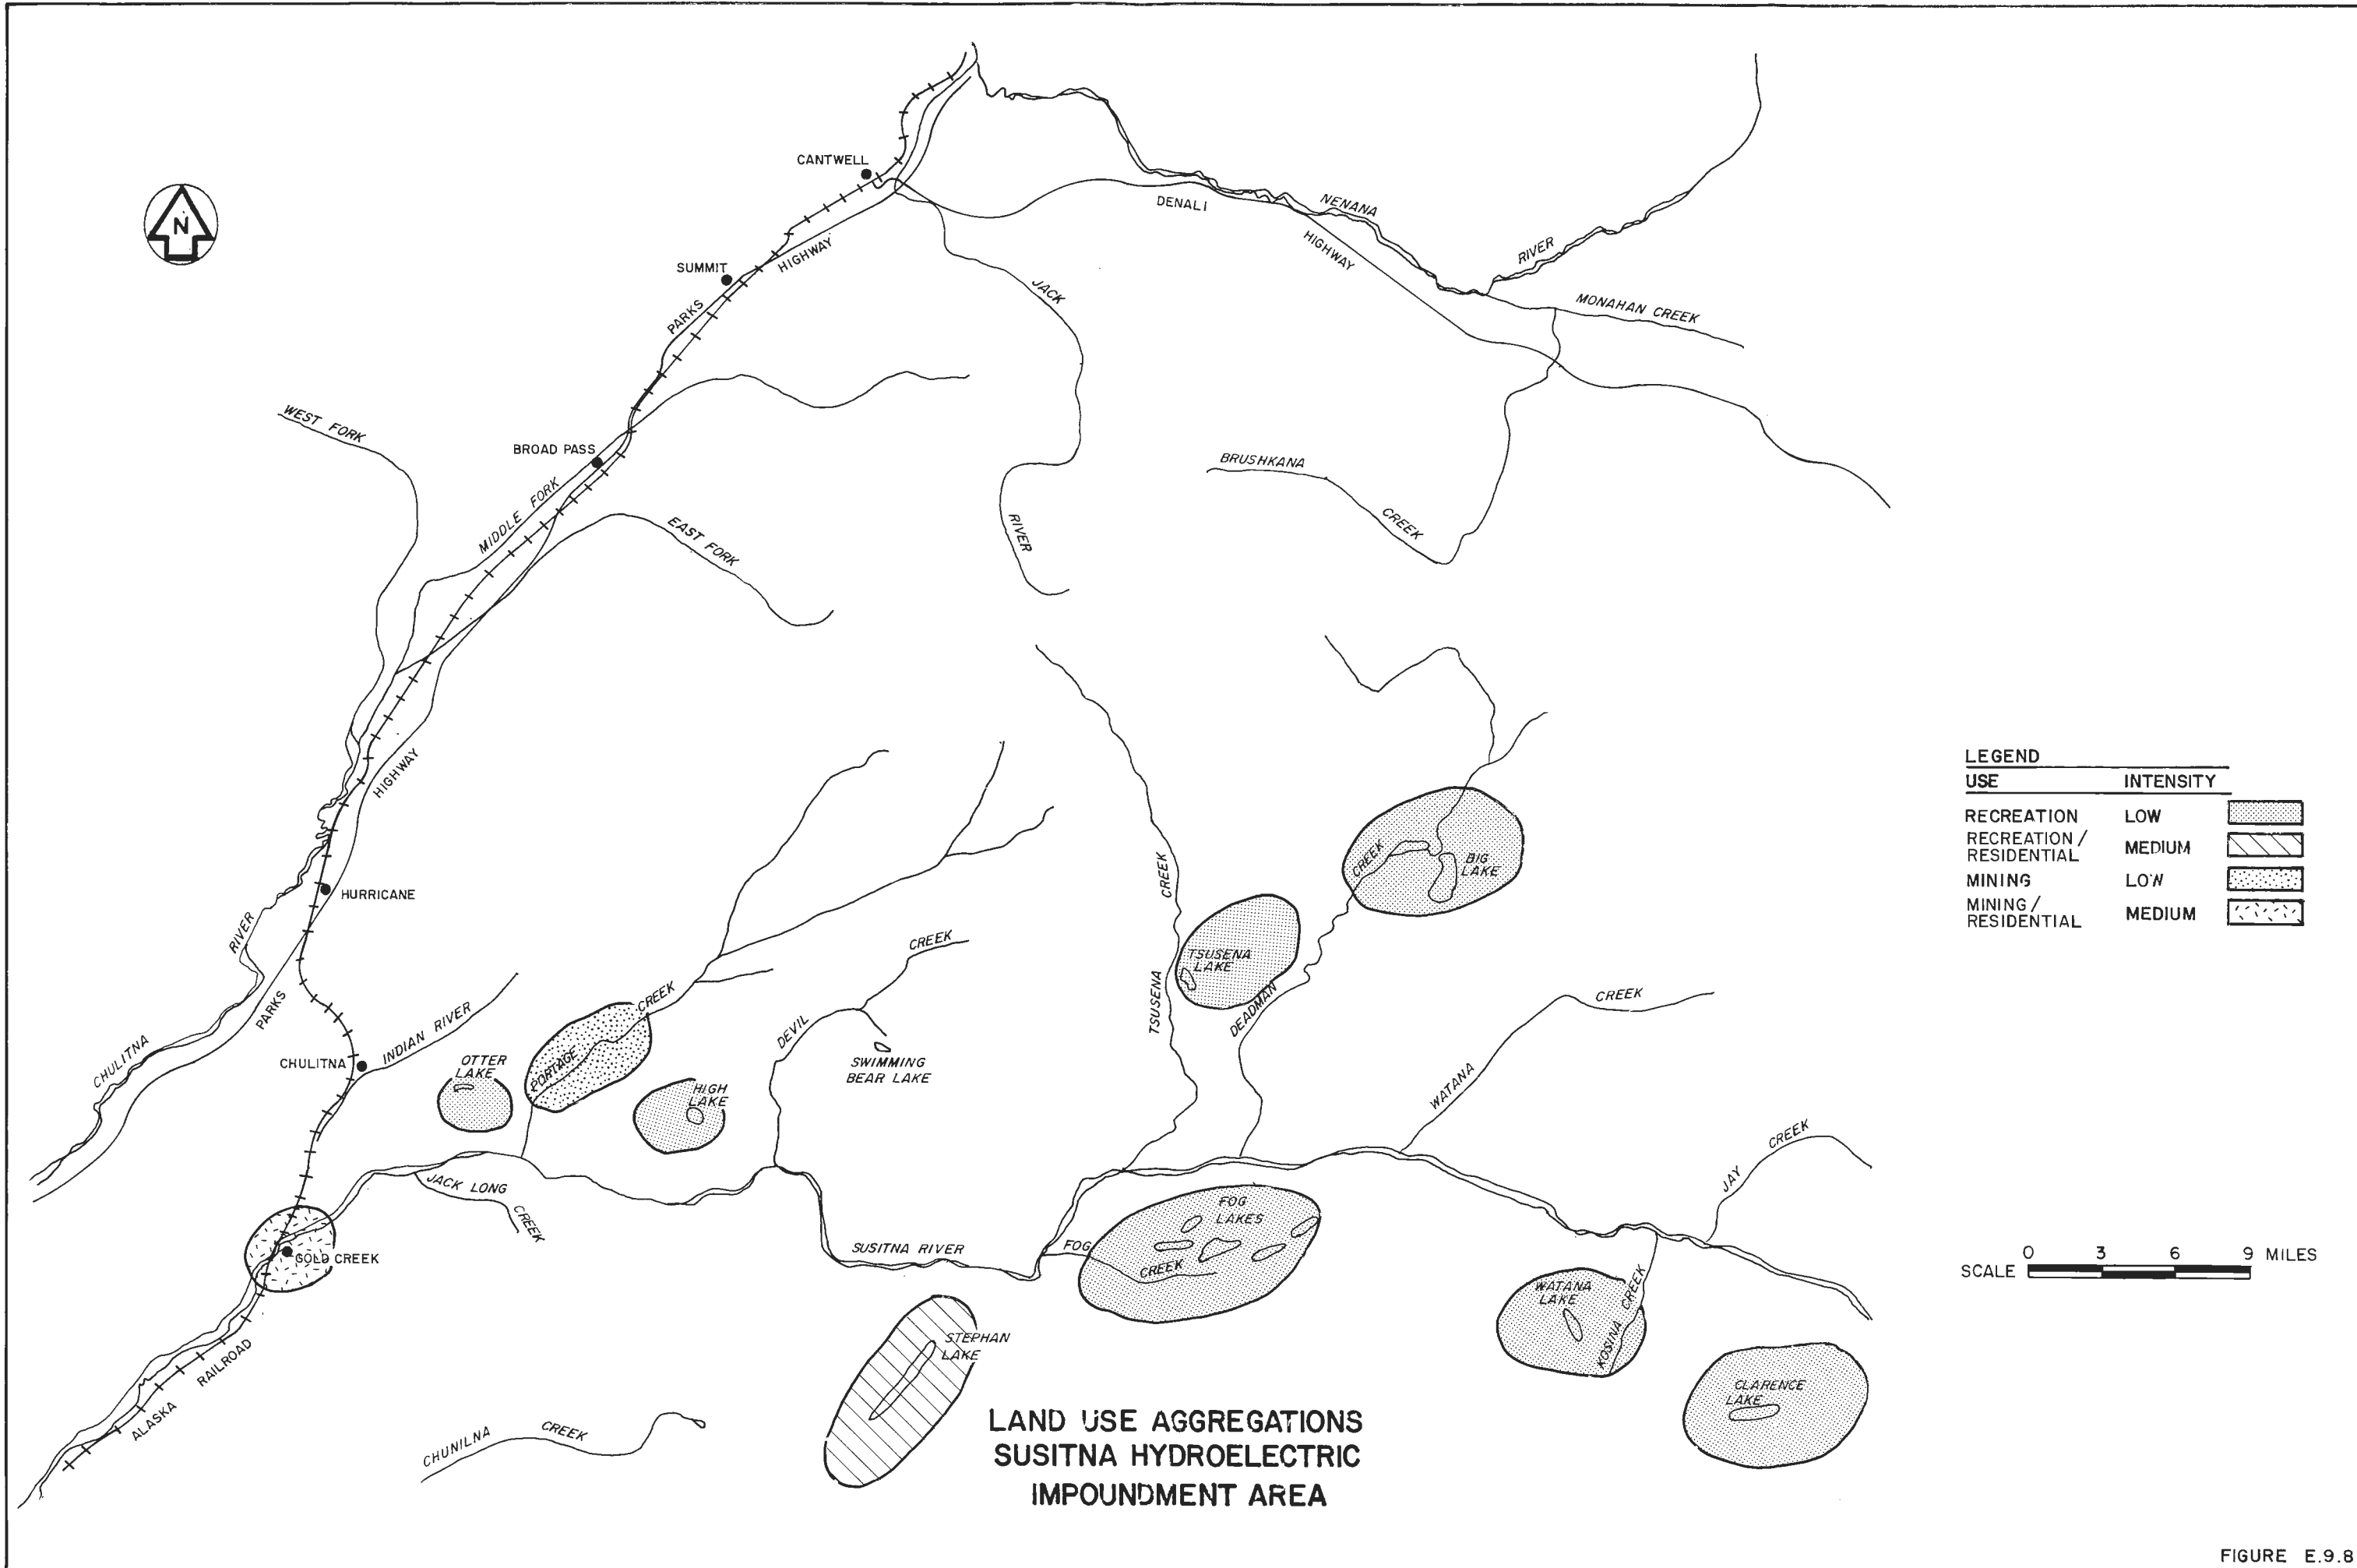 CANTWELL
N
DENALI
NENANA
HIGHWAY
RIVER
SUMMIT
HIGHWAY
JACK
MONAHAN CREEK
PARKS
WEST FORK
BROAD PASS
BRUSHKANA
MIDDLE FORK
CREEK
EAST FORK
RIVER
HIGHWAY
LEGEND
USE INTENSITY
RECREATION LOW
RECREATION /
RESIDENTIAL MEDIUM
MINING LOW
MINING /
RESIDENTIAL MEDIUM
CREEK
CREEK
BIG
LAKE
HURRICANE
RIVER
CREEK
TSUSENA
LAKE
TSUSENA
DEADMAN
CREEK
CREEK
PARKS
INDIAN RIVER
DEVIL
CHULITNA
CHULITNA
OTTER
LAKE
PORTAGE
SWIMMING
BEAR LAKE
HIGH
LAKE
WATANA
CREEK
JAY
JACK LONG
CREEK
FOG
LAKES
GOLD CREEK
SUSITNA RIVER
FOG
CREEK
0 3 6 9 MILES
SCALE
WATANA
LAKE
KOSINA CREEK
STEPHAN
LAKE
RAILROAD
ALASKA
CLARENCE
LAKE
CHUNILNA CREEK
LAND USE AGGREGATIONS
SUSITNA HYDROELECTRIC
IMPOUNDMENT AREA
FIGURE E.9.8